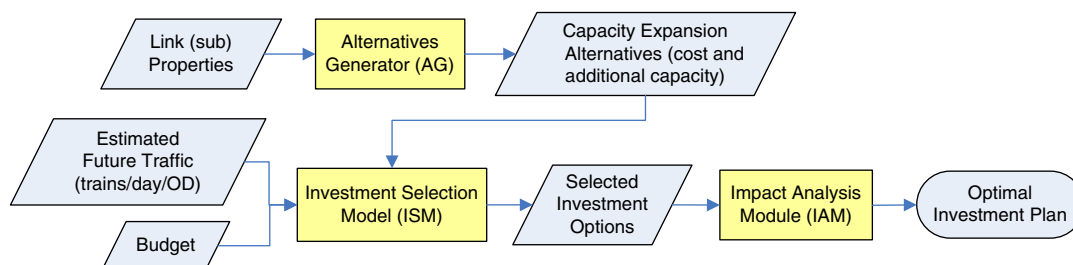 Link (sub)
Properties
Alternatives
Generator (AG)
Capacity Expansion
Alternatives (cost and
additional capacity)
Estimated
Future Traffic
(trains/day/OD)
Budget
Investment Selection
Model (ISM)
Selected
Investment
Options
Impact Analysis
Module (IAM)
Optimal
Investment Plan